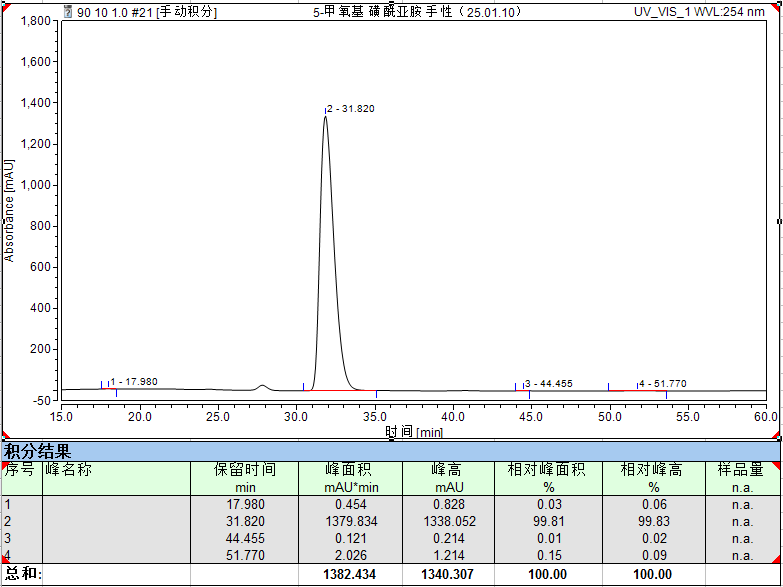 90 10 1.0 #21 [手动积分]
5-甲氧基 磺酰亚胺 手性（25.01.10）
UV_VIS_1 WVL:254 nm
Absorbance [mAU]
1,800
1,600
1,400
1,200
1,000
800
600
400
200
-50
2 - 31.820
1 - 17.980
3 - 44.455
4 - 51.770
15.0 20.0 25.0 30.0 35.0 40.0 45.0 50.0 55.0 60.0
时间 [min]
积分结果
序号 峰名称 保留时间 峰面积 峰高 相对峰面积 相对峰高 样品量
min mAU*min mAU % % n.a.
1 17.980 0.454 0.828 0.03 0.06 n.a.
2 31.820 1379.834 1338.052 99.81 99.83 n.a.
3 44.455 0.121 0.214 0.01 0.02 n.a.
4 51.770 2.026 1.214 0.15 0.09 n.a.
总和: 1382.434 1340.307 100.00 100.00